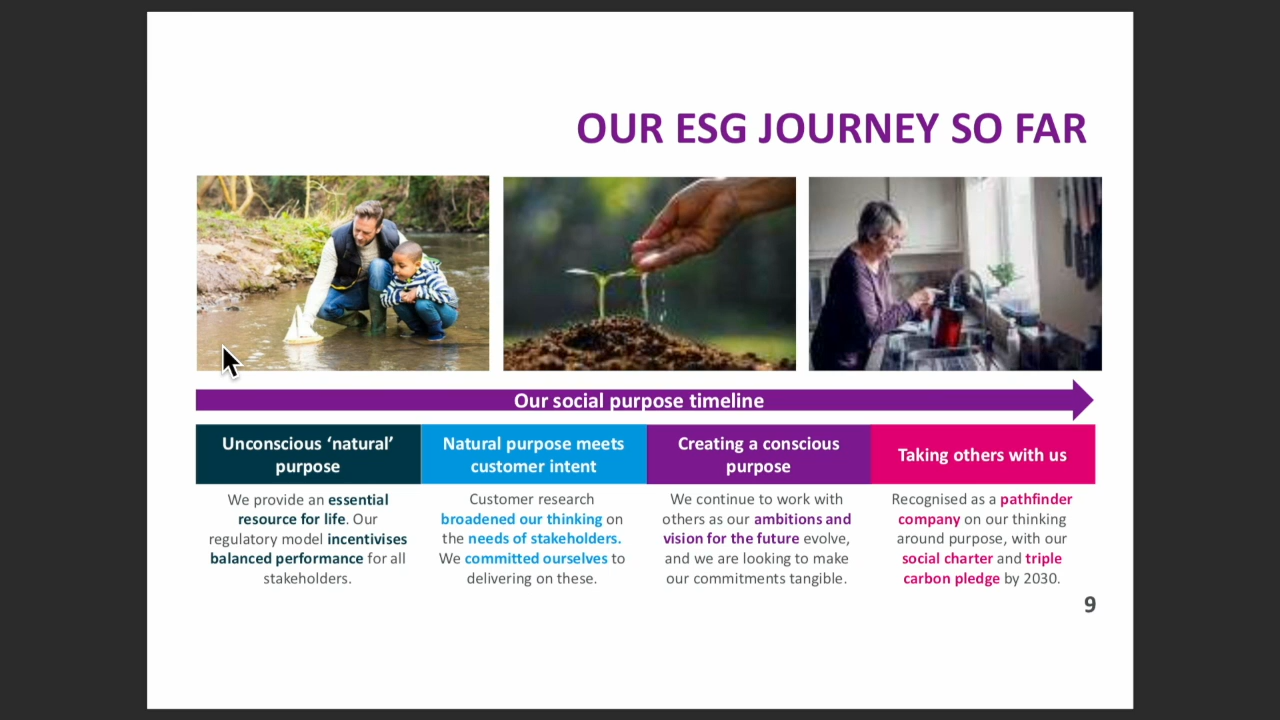 OUR ESG JOURNEY SO FAR
Our social purpose timeline
Unconscious ‘natural’
purpose
We provide an essential
resource for life. Our
regulatory model incentivises
balanced performance for all
stakeholders.
Natural purpose meets
customer intent
Customer research
broadened our thinking on
the needs of stakeholders.
We committed ourselves to
delivering on these.
Creating a conscious
purpose
We continue to work with
others as our ambitions and
vision for the future evolve,
and we are looking to make
our commitments tangible.
Taking others with us
Recognised as a pathfinder
company on our thinking
around purpose, with our
social charter and triple
carbon pledge by 2030.
9